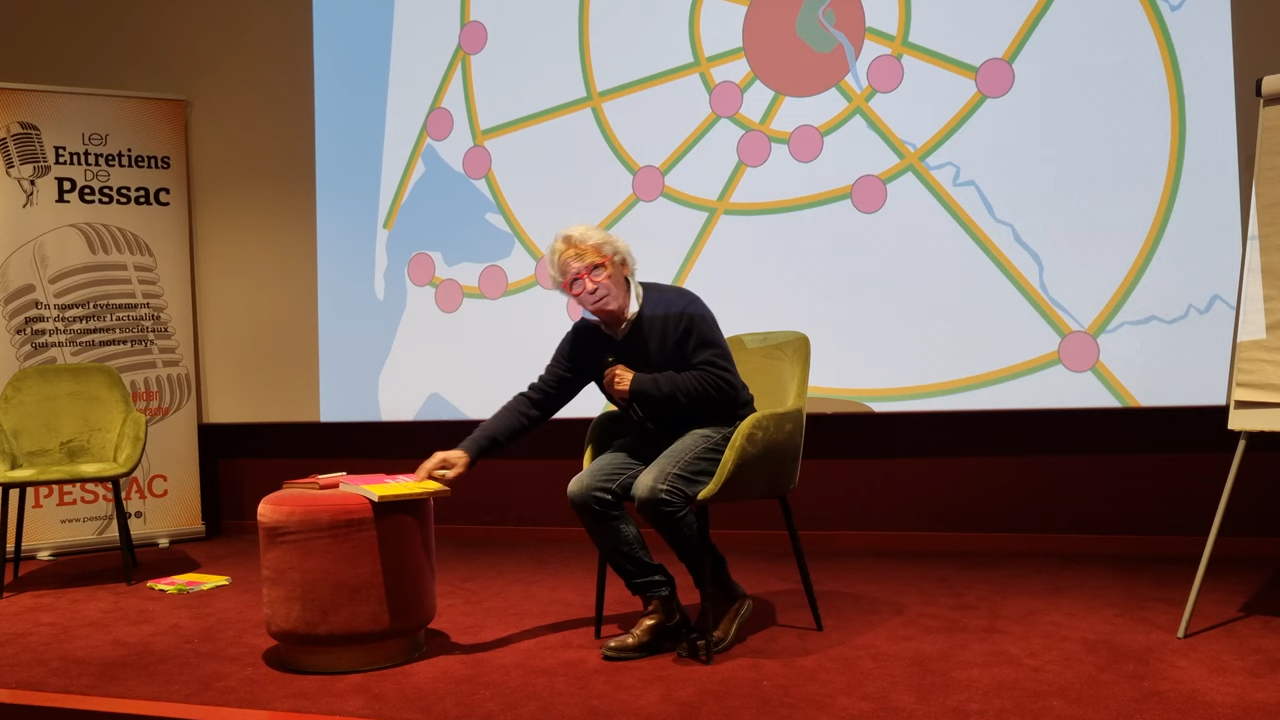 Les
Entretiens
DE
Pessac
Un nouvel événement
pour décrypter l'actualité
et les phénomènes sociétaux
qui animent notre pays.
PESSAC
www.pessac